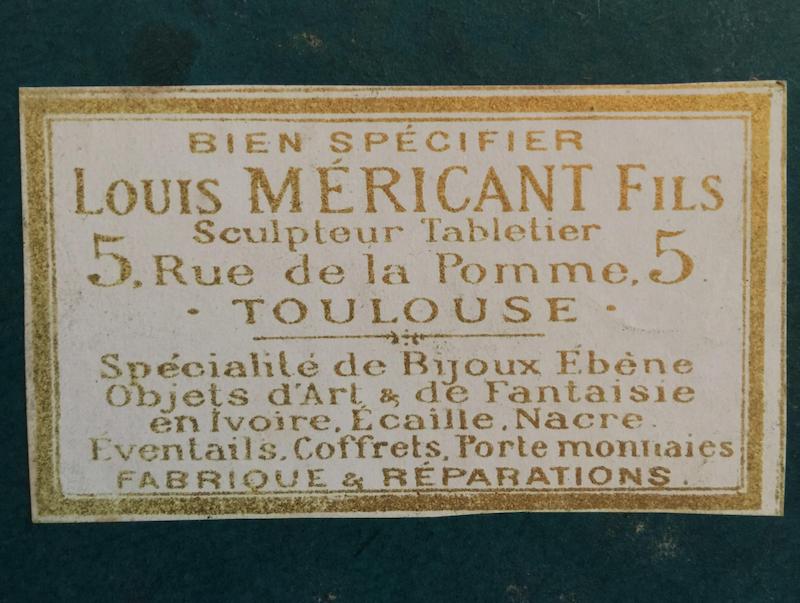 BIEN SPÉCIFIER
LOUIS MÉRICANT FILS
Sculpteur Tabletier
5, Rue de la Pomme, 5
· TOULOUSE ·
Spécialité de Bijoux Ébène
Objets d'Art & de Fantaisie
en Ivoire, Écaille, Nacre.
Éventails, Coffrets, Porte monnaies
FABRIQUE & RÉPARATIONS.